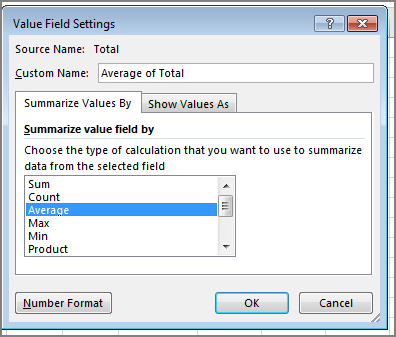 Value Field Settings
?
Source Name: Total
Custom Name: Average of Total
Summarize Values By Show Values As
Summarize value field by
Choose the type of calculation that you want to use to summarize
data from the selected field
Sum
Count
Average
Max
Min
Product
Number Format OK Cancel